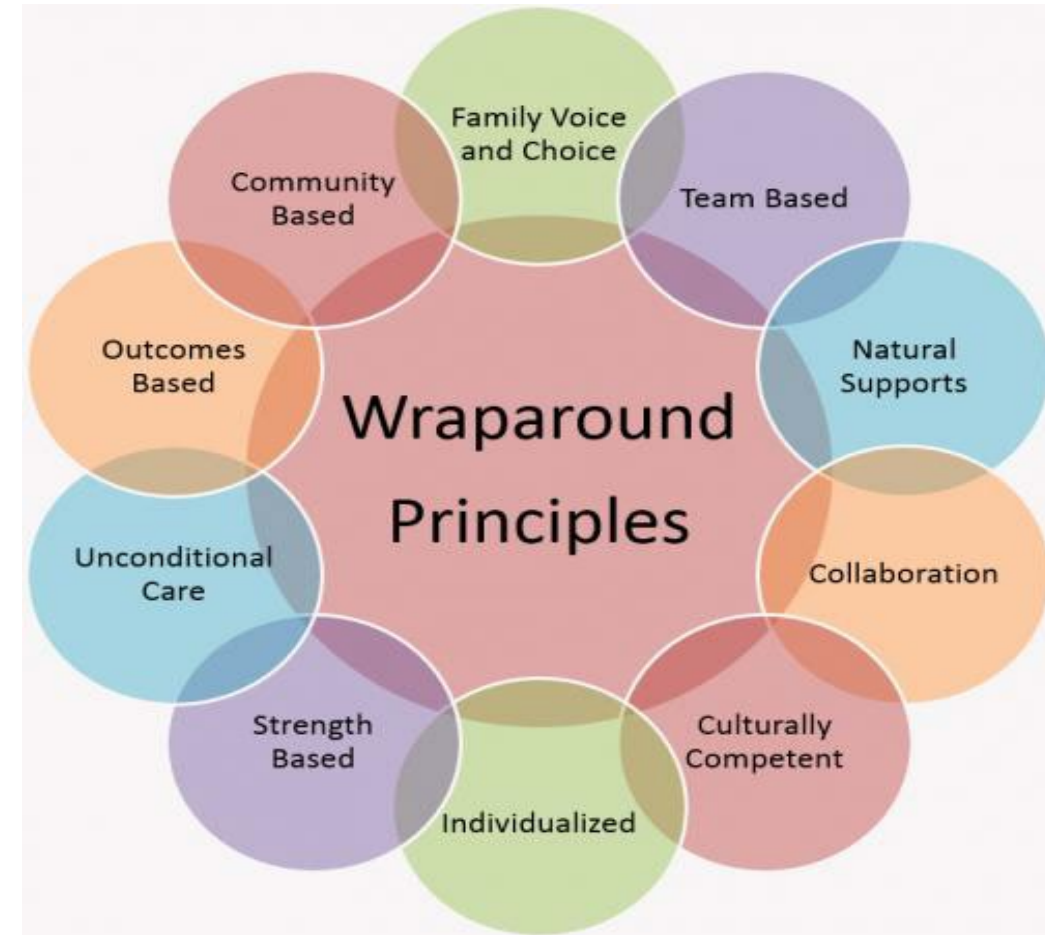 Family Voice
and Choice
Team Based
Natural
Supports
Collaboration
Culturally
Competent
Individualized
Strength
Based
Unconditional
Care
Outcomes
Based
Community
Based
Wraparound
Principles